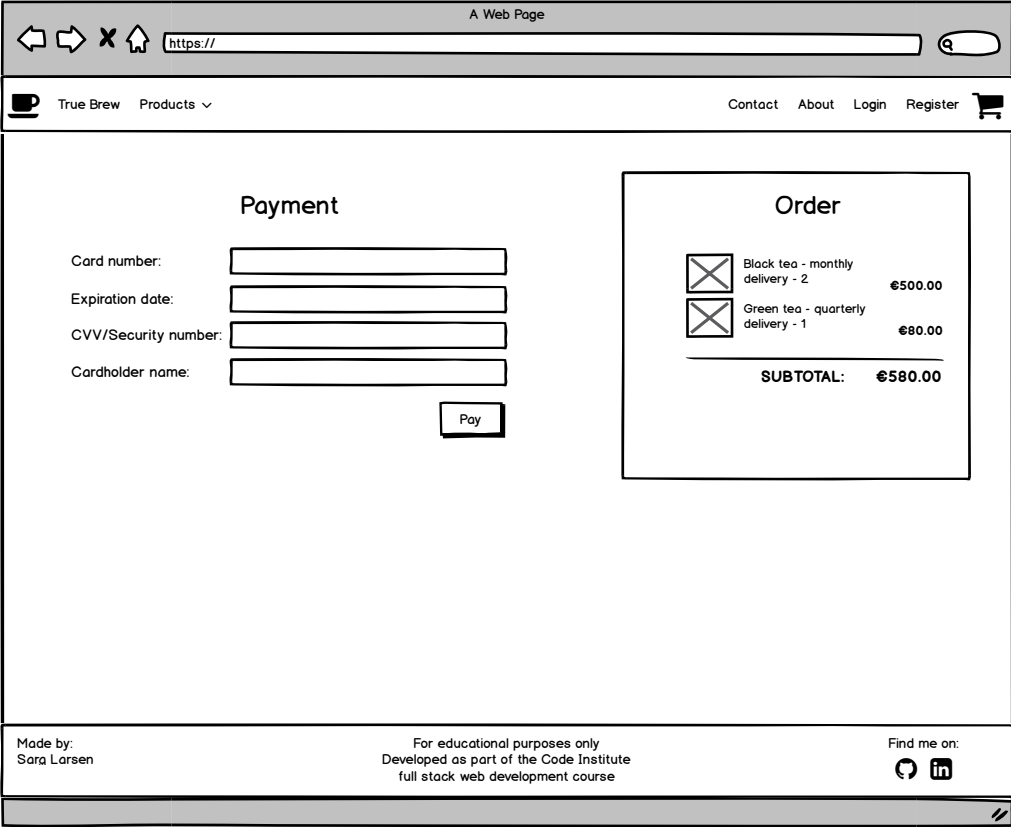 A Web Page
https://
True Brew Products Contact About Login Register
Payment
Card number:
Expiration date:
CVV/Security number:
Cardholder name:
Pay
Order
Black tea - monthly
delivery - 2
€500.00
Green tea - quarterly
delivery - 1
€80.00
SUBTOTAL: €580.00
Made by:
Sara Larsen
For educational purposes only
Developed as part of the Code Institute
full stack web development course
Find me on:
in